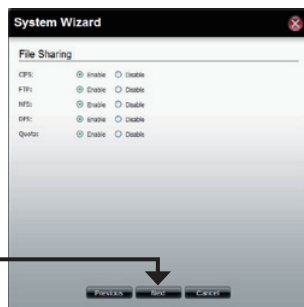 System Wizard
File Sharing
CIFS: Enable Disable
FTP: Enable Disable
NFS: Enable Disable
DFS: Enable Disable
Quota: Enable Disable
Previous Next Cancel